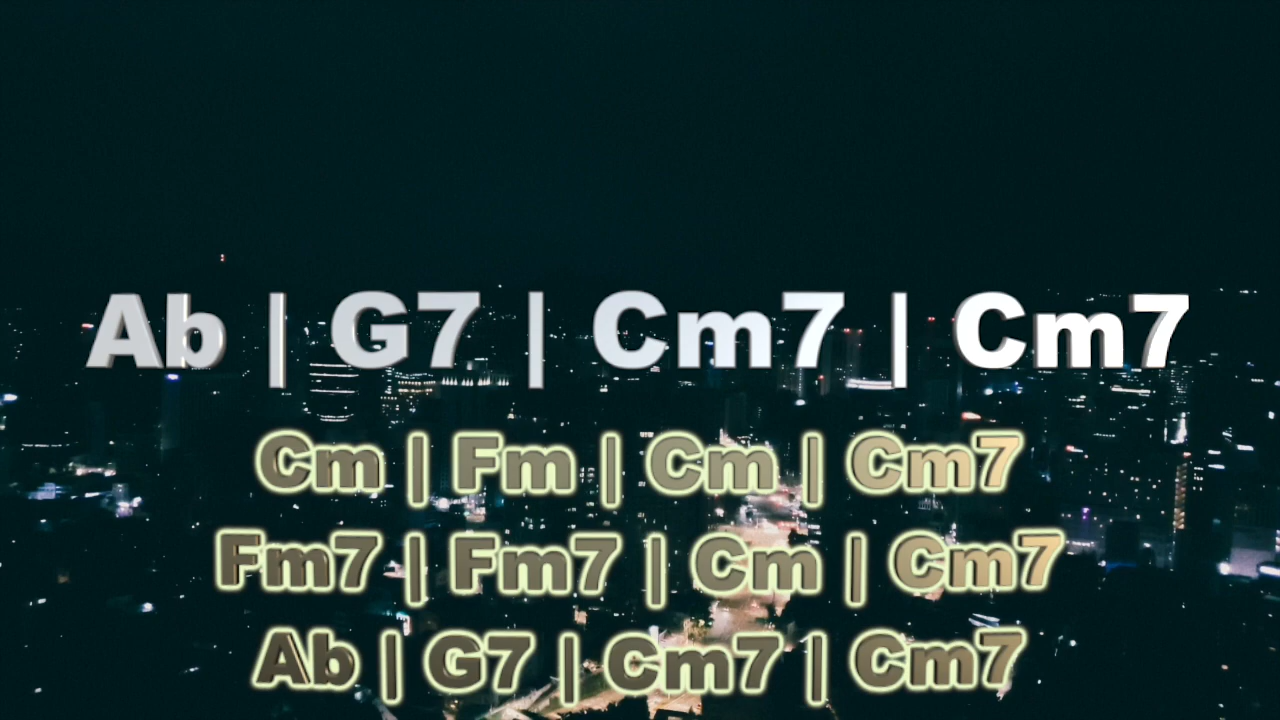 Ab | G7 | Cm7 | Cm7
Cm | Fm | Cm | Cm7
Fm7 | Fm7 | Cm | Cm7
Ab | G7 | Cm7 | Cm7